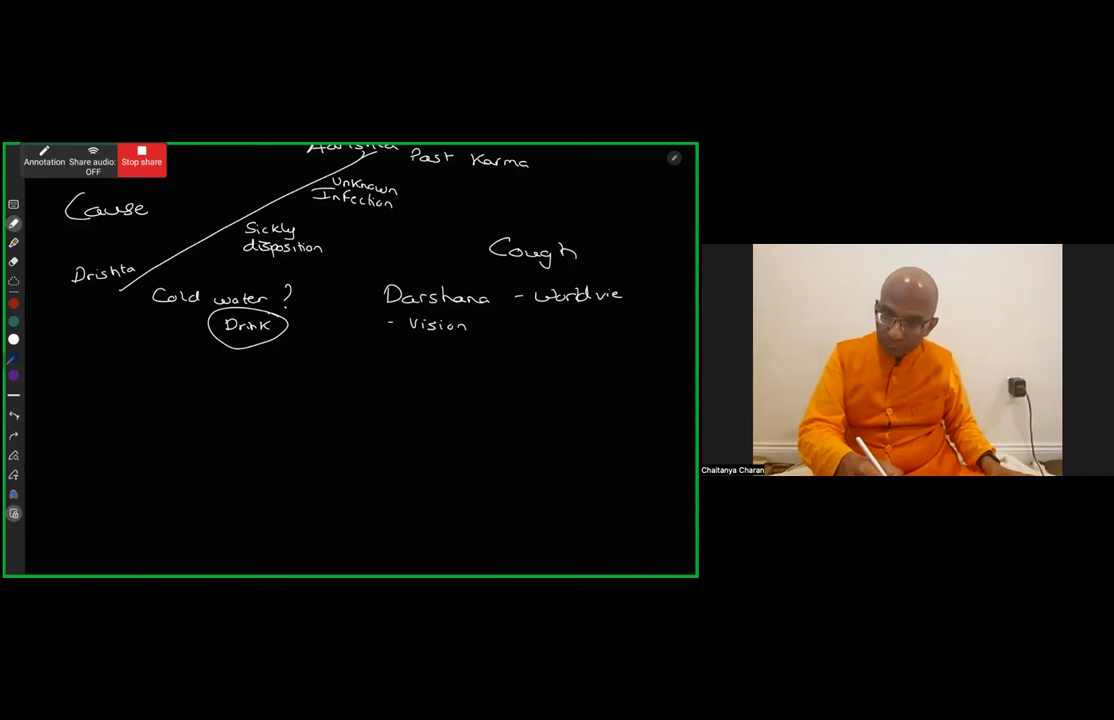 Annotation Share audio: OFF Stop share
Past Karma
Unknown
Infection
Cause
Sickly
disposition
Cough
Drishta
Cold water ?
Darshana - worldvie
Drink
- Vision
Chaitanya Charan